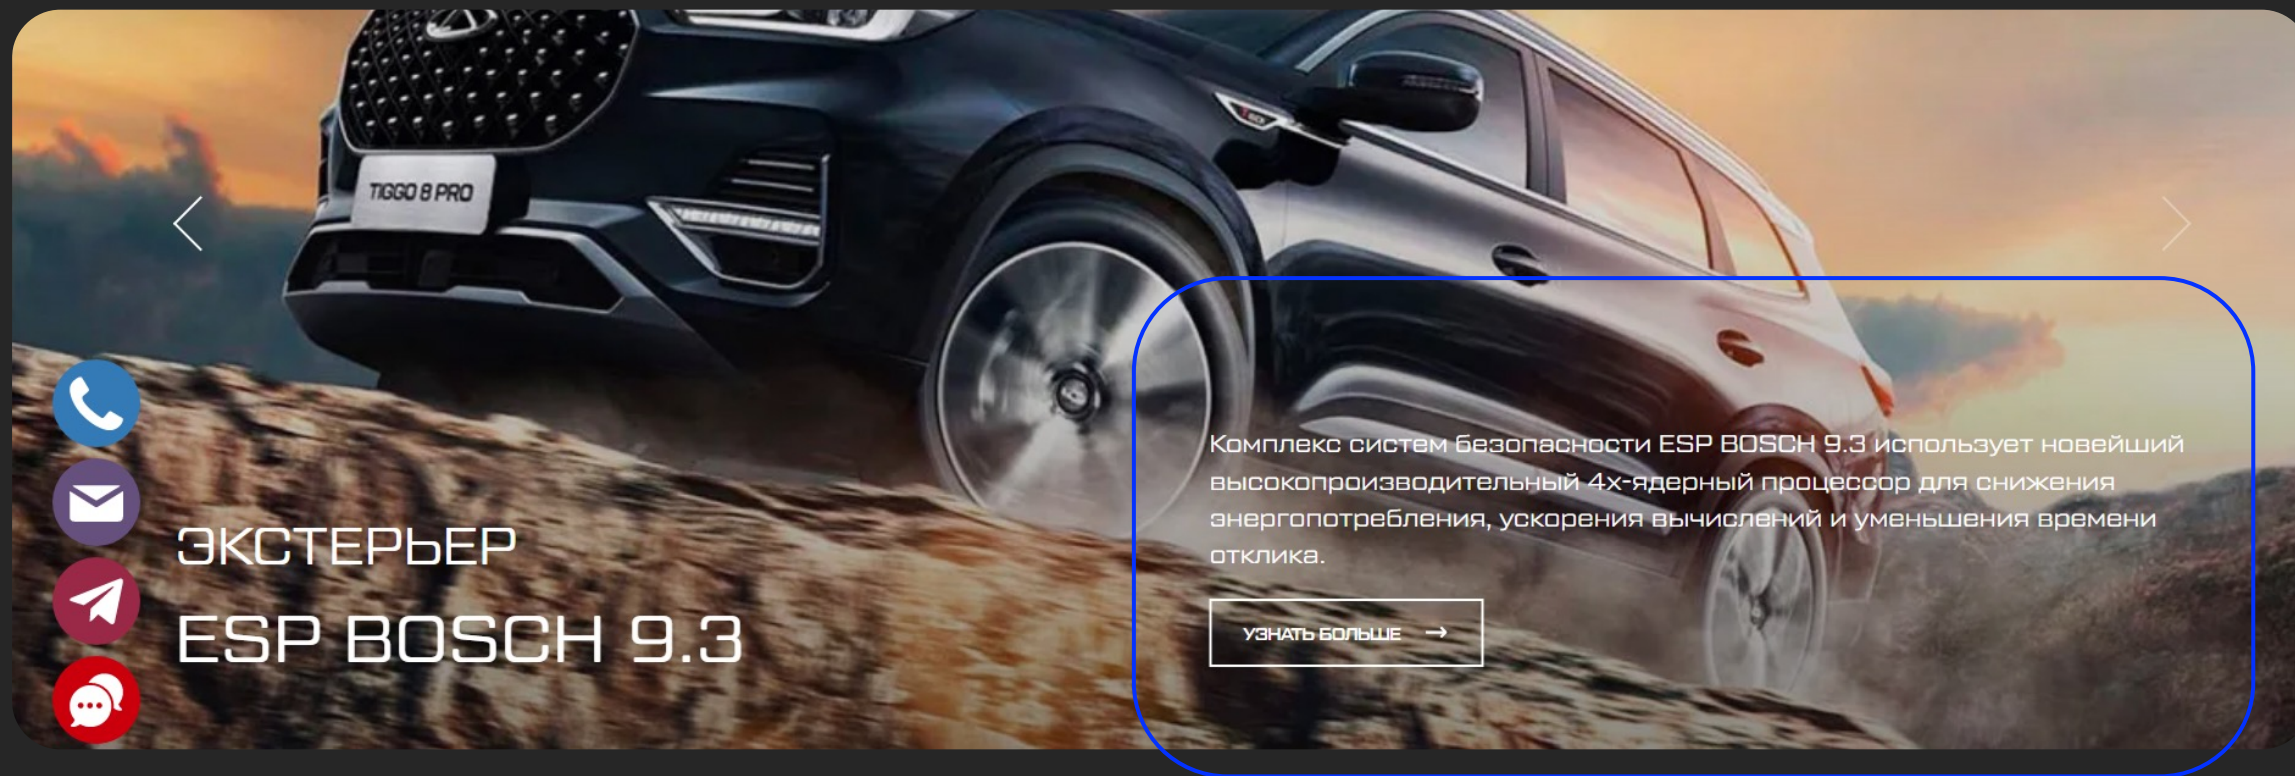 TIGGO 8 PRO
ЭКСТЕРЬЕР
ESP BOSCH 9.3
Комплекс систем безопасности ESP BOSCH 9.3 использует новейший
высокопроизводительный 4х-ядерный процессор для снижения
энергопотребления, ускорения вычислений и уменьшения времени
отклика.
УЗНАТЬ БОЛЬШЕ →